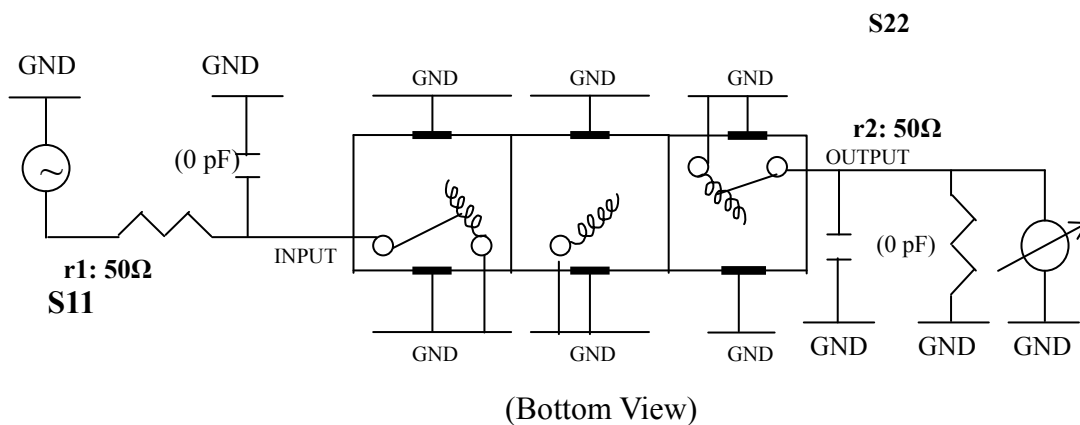 S22
GND
GND
GND
GND
GND
r2: 50Ω
(0 pF)
OUTPUT
INPUT
(0 pF)
r1: 50Ω
S11
GND
GND
GND
GND
GND
GND
(Bottom View)